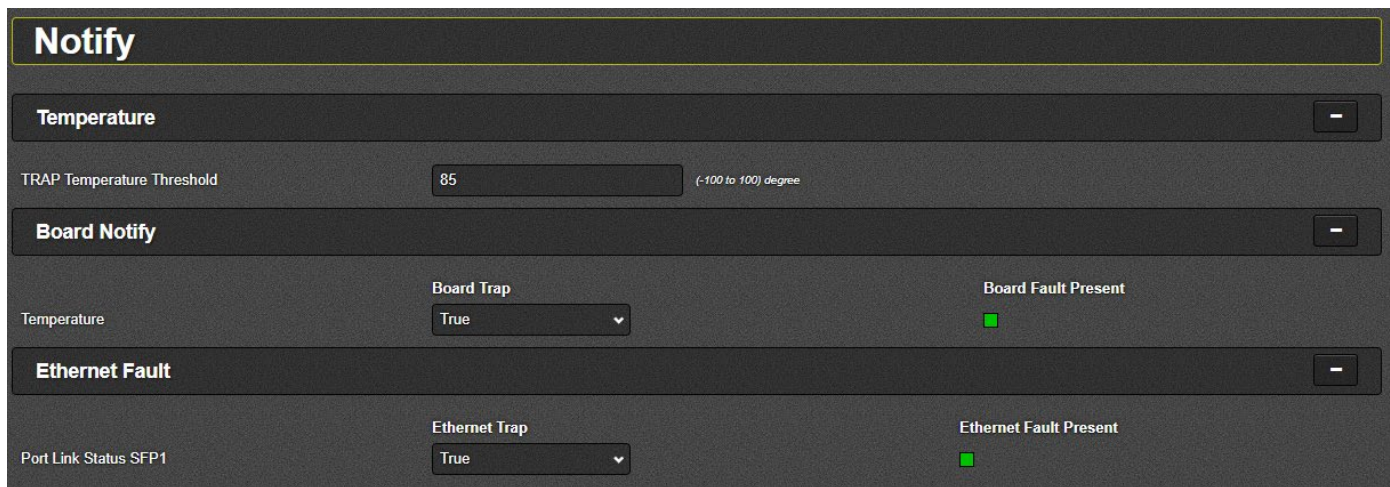 Notify
Temperature
TRAP Temperature Threshold 85 (-100 to 100) degree
Board Notify
Board Trap Board Fault Present
Temperature True
Ethernet Fault
Ethernet Trap Ethernet Fault Present
Port Link Status SFP1 True